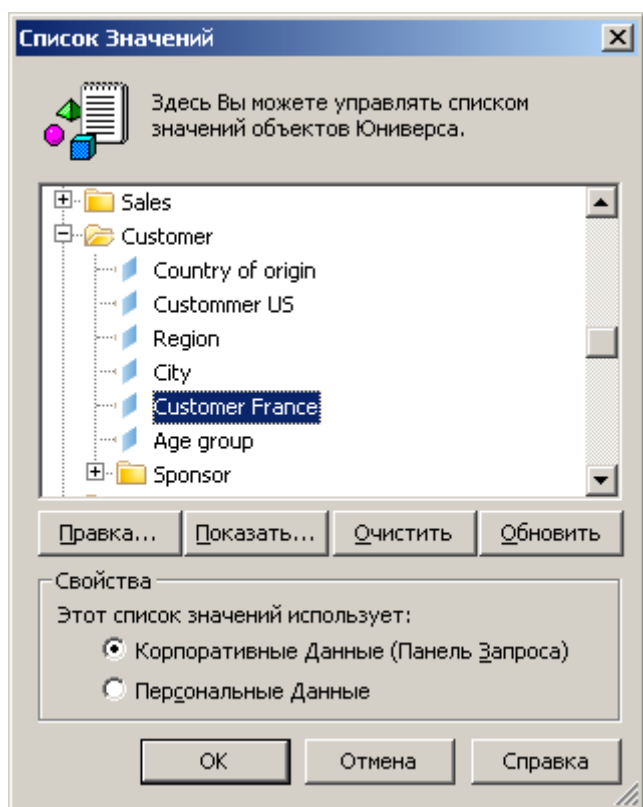 Список Значений
Здесь Вы можете управлять списком
значений объектов Юниверса.
Sales
Customer
Country of origin
Custommer US
Region
City
Customer France
Age group
Sponsor
Правка... Показать... Очистить Обновить
Свойства
Этот список значений использует:
Корпоративные Данные (Панель Запроса)
Персональные Данные
ОК Отмена Справка